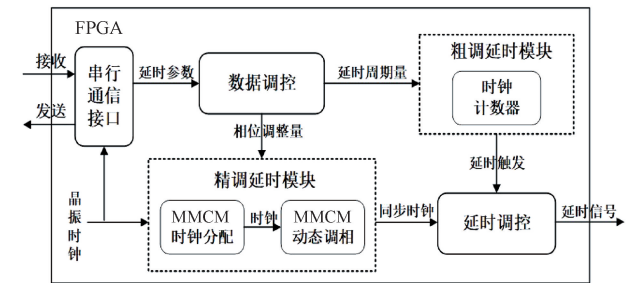 FPGA
接收
发送
串行
通信
接口
延时参数
数据调控
延时周期量
粗调延时模块
时钟
计数器
相位调整量
延时触发
精调延时模块
晶
振
时
钟
MMCM
时钟分配
时钟
MMCM
动态调相
同步时钟
延时调控
延时信号